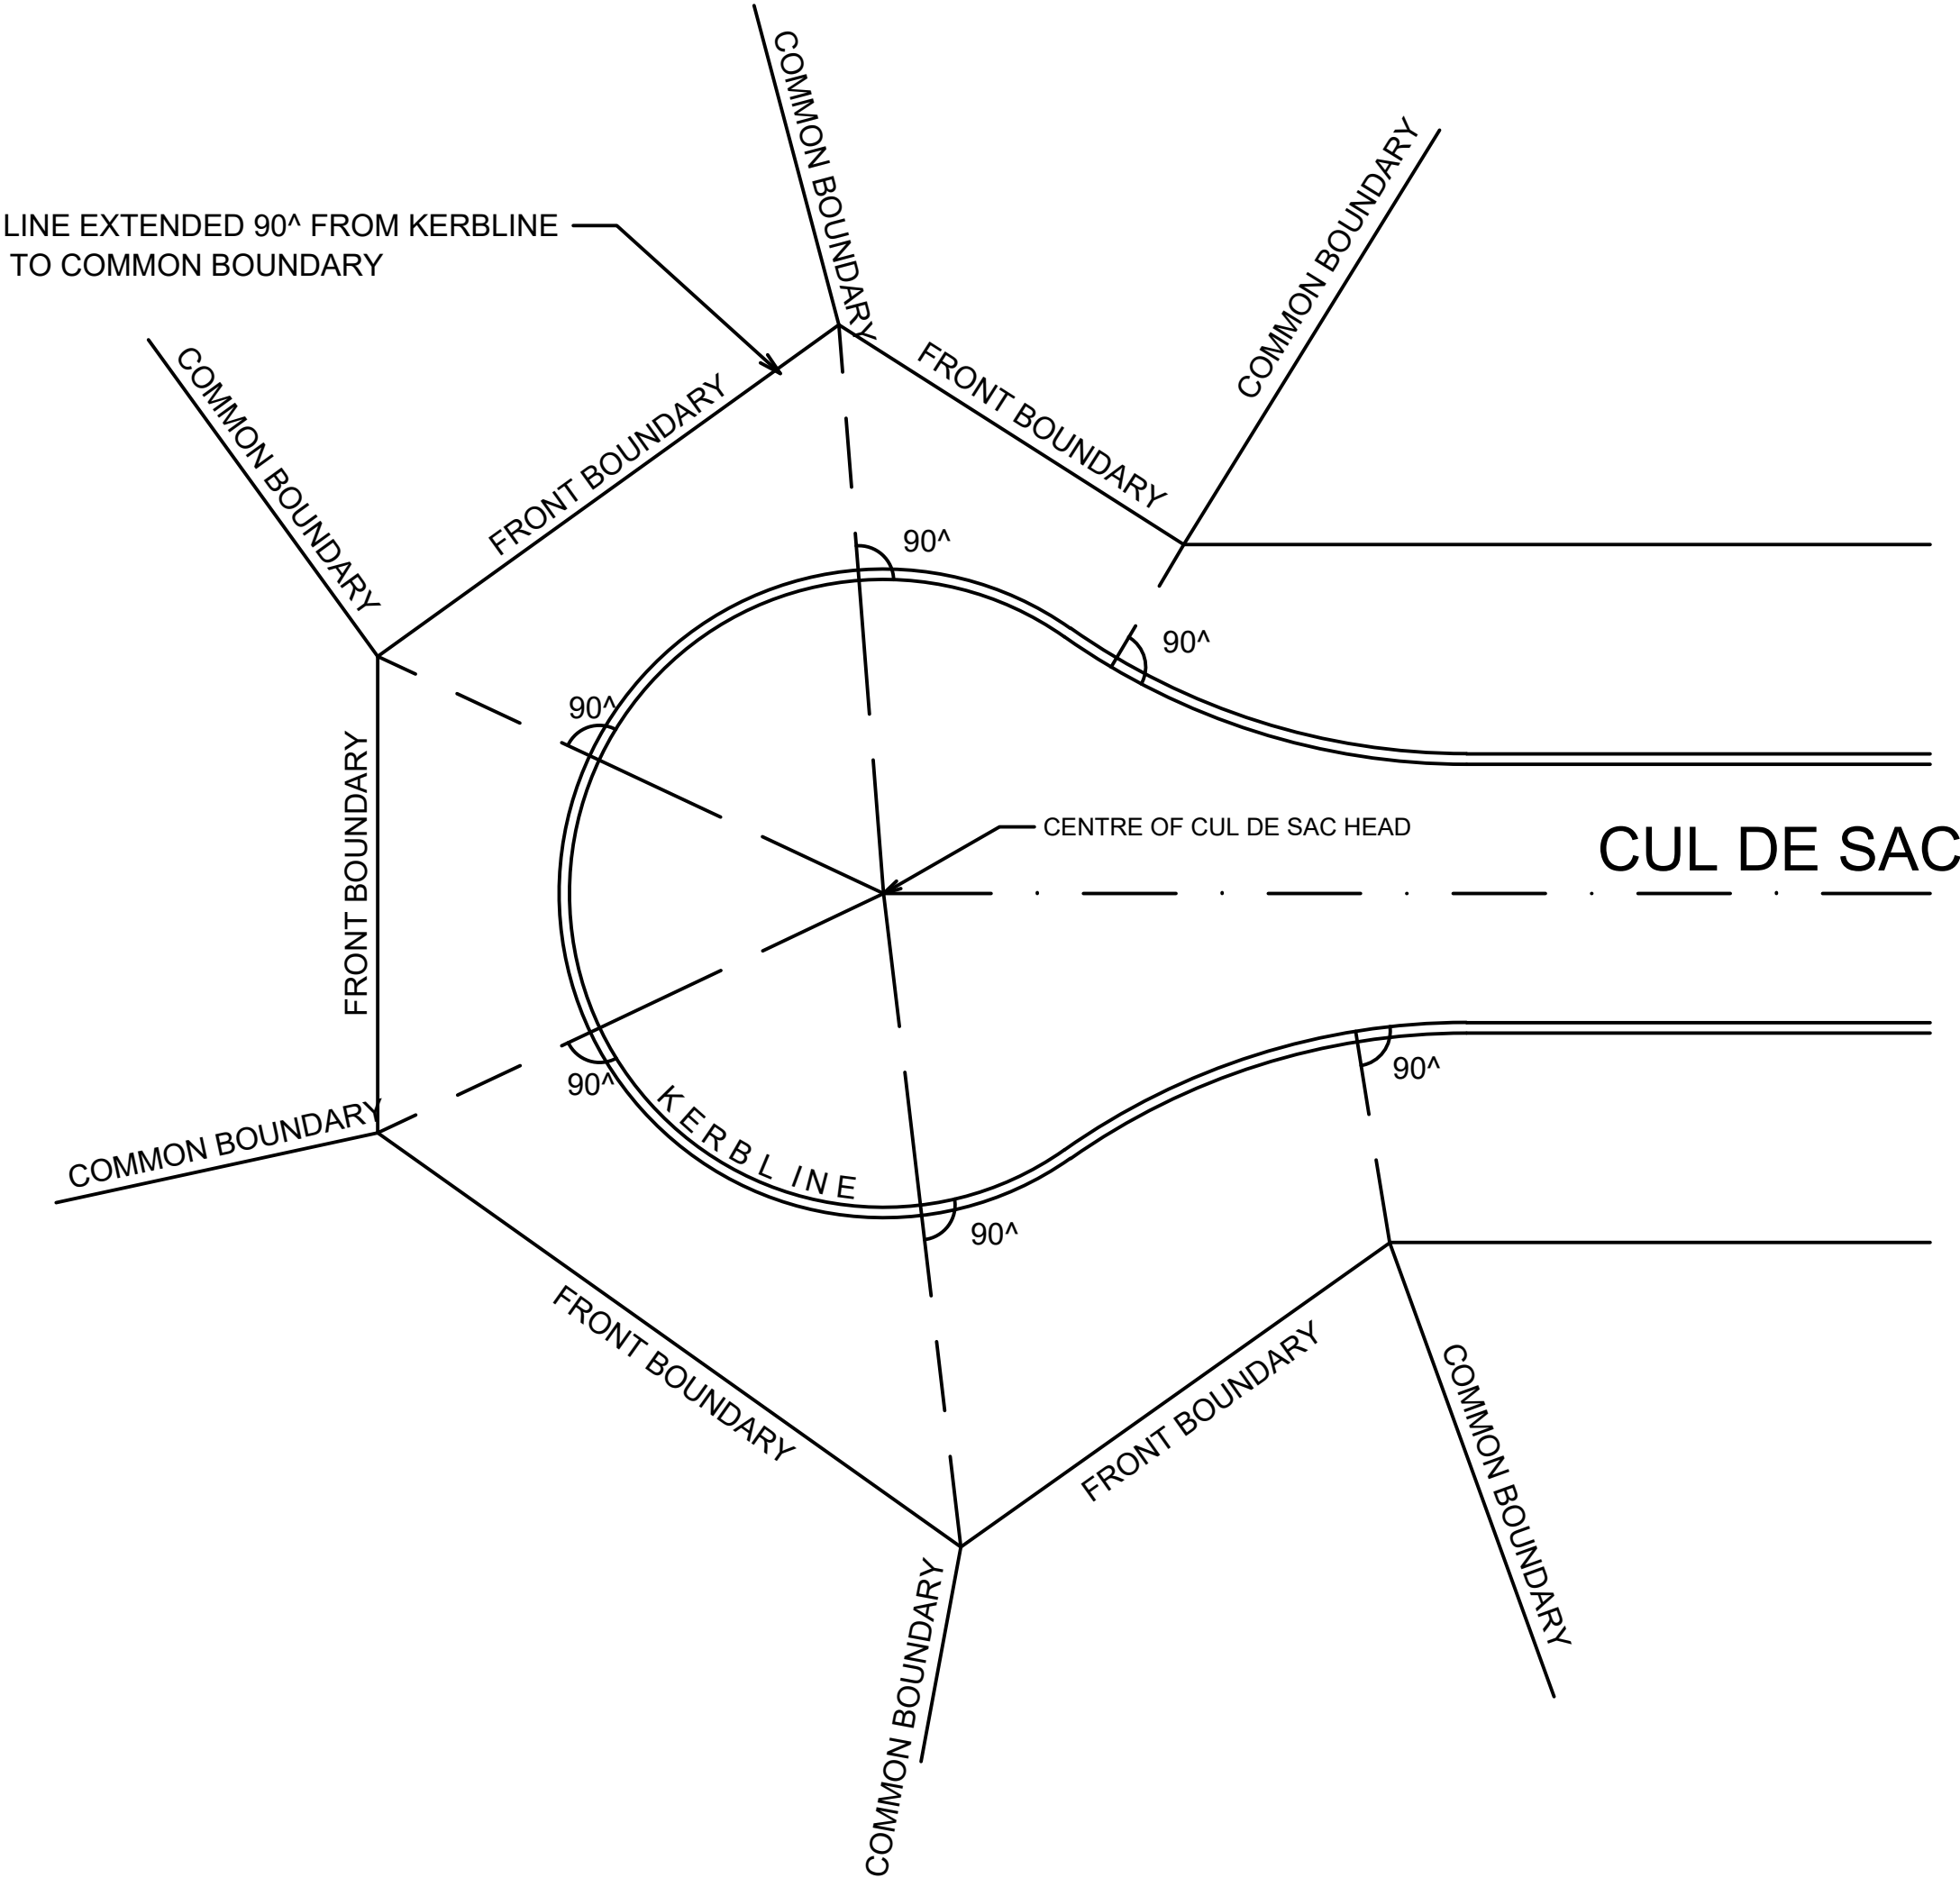 COMMON BOUNDARY
COMMON BOUNDARY
LINE EXTENDED 90^ FROM KERBLINE
TO COMMON BOUNDARY
COMMON BOUNDARY
FRONT BOUNDARY
FRONT BOUNDARY
90^
90^
90^
FRONT BOUNDARY
CENTRE OF CUL DE SAC HEAD
CUL DE SAC
90^
90^
KERBLINE
COMMON BOUNDARY
90^
FRONT BOUNDARY
FRONT BOUNDARY
COMMON BOUNDARY
COMMON BOUNDARY